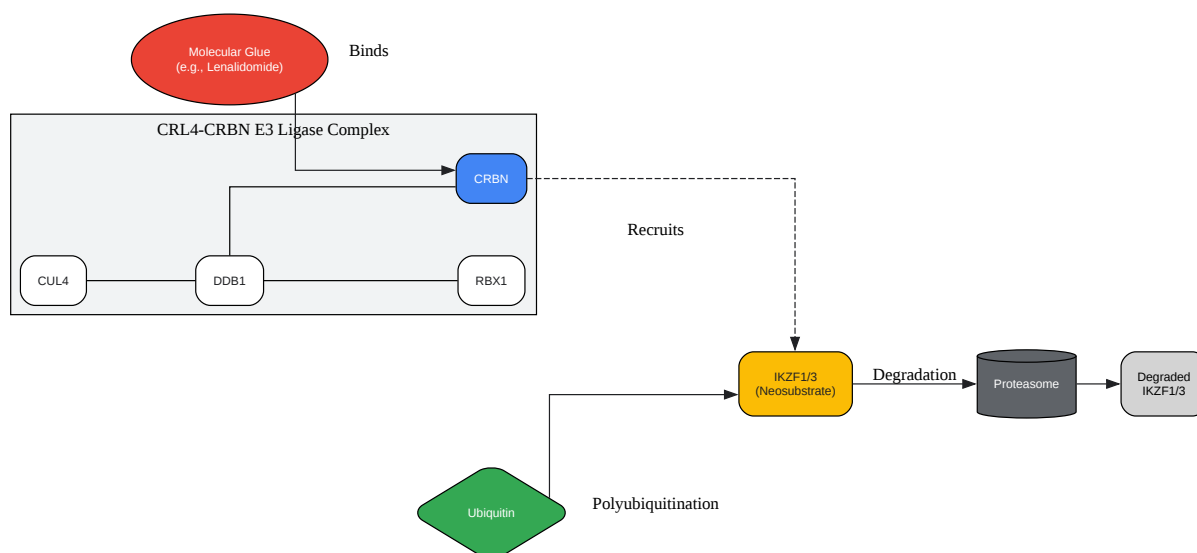 Molecular Glue
(e.g., Lenalidomide)
Binds
CRL4-CRBN E3 Ligase Complex
CRBN
Recruits
CUL4
DDB1
RBX1
IKZF1/3
(Neosubstrate)
Degradation
Proteasome
Degraded
IKZF1/3
Ubiquitin
Polyubiquitination